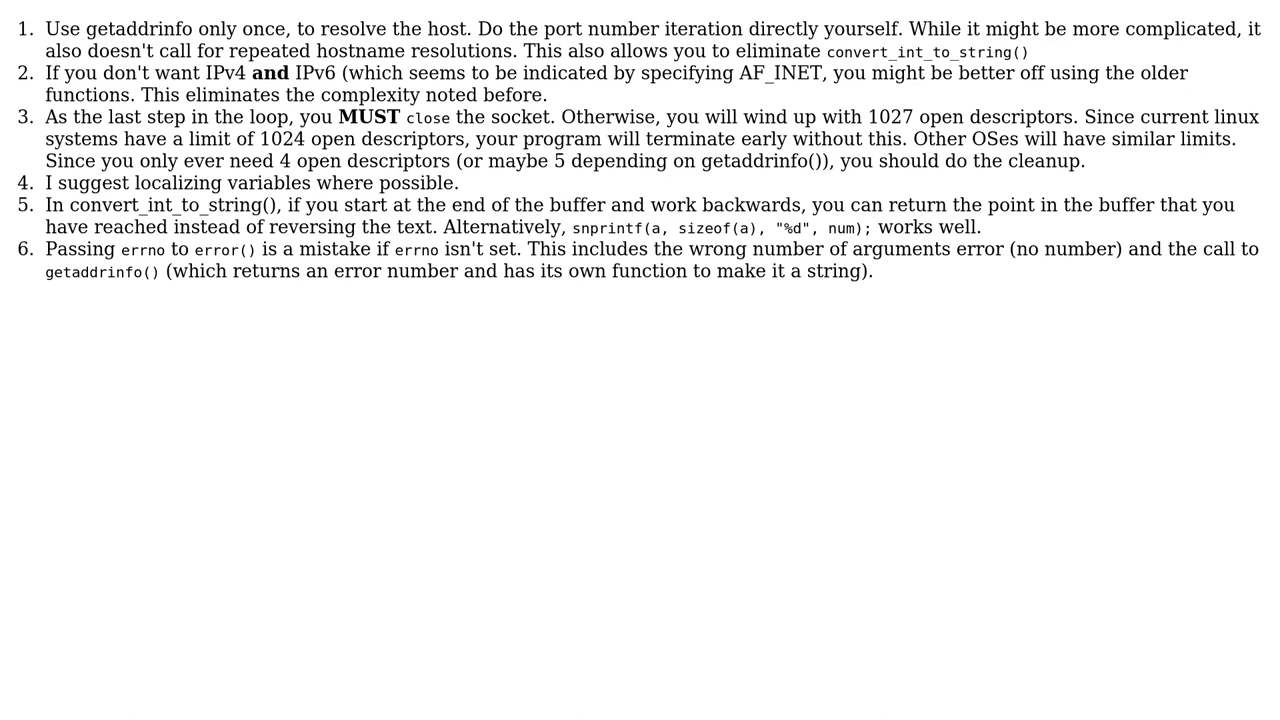 1. Use getaddrinfo only once, to resolve the host. Do the port number iteration directly yourself. While it might be more complicated, it
also doesn't call for repeated hostname resolutions. This also allows you to eliminate convert_int_to_string()
2. If you don't want IPv4 and IPv6 (which seems to be indicated by specifying AF_INET, you might be better off using the older
functions. This eliminates the complexity noted before.
3. As the last step in the loop, you MUST close the socket. Otherwise, you will wind up with 1027 open descriptors. Since current linux
systems have a limit of 1024 open descriptors, your program will terminate early without this. Other OSes will have similar limits.
Since you only ever need 4 open descriptors (or maybe 5 depending on getaddrinfo()), you should do the cleanup.
4. I suggest localizing variables where possible.
5. In convert_int_to_string(), if you start at the end of the buffer and work backwards, you can return the point in the buffer that you
have reached instead of reversing the text. Alternatively, snprintf(a, sizeof(a), "%d", num); works well.
6. Passing errno to error() is a mistake if errno isn't set. This includes the wrong number of arguments error (no number) and the call to
getaddrinfo() (which returns an error number and has its own function to make it a string).